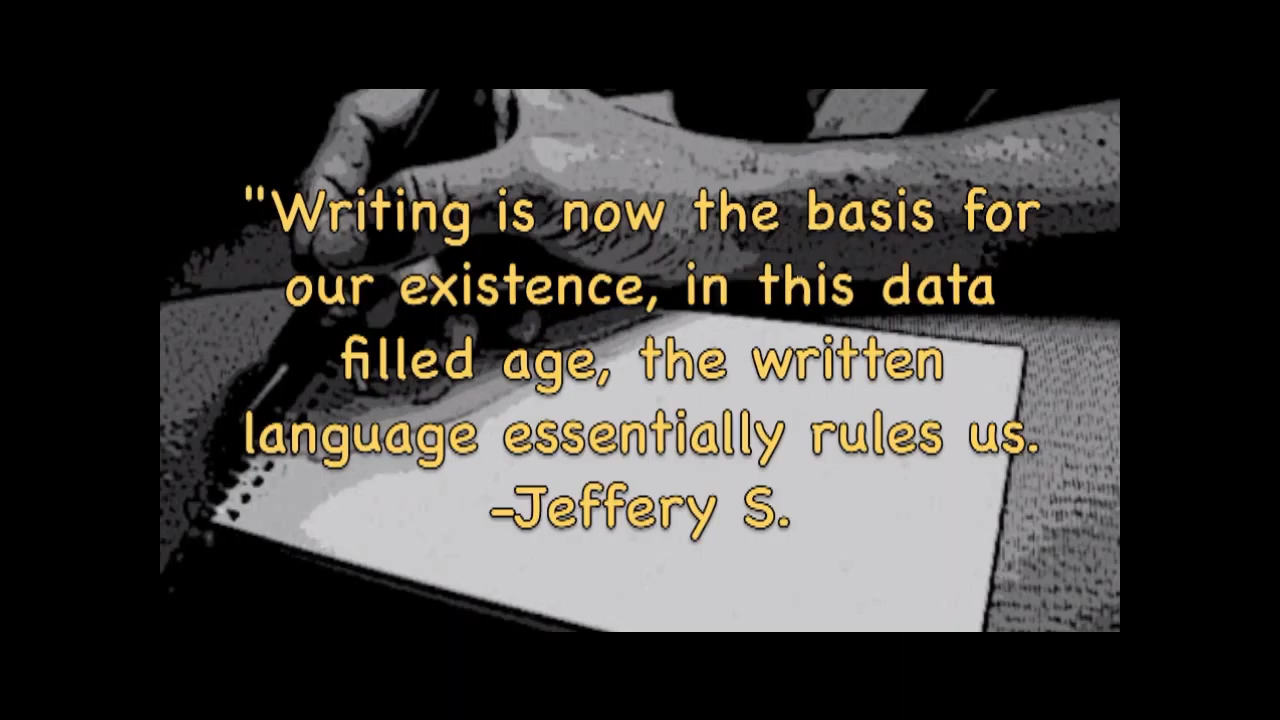 "Writing is now the basis for
our existence, in this data
filled age, the written
language essentially rules us.
-Jeffery S.